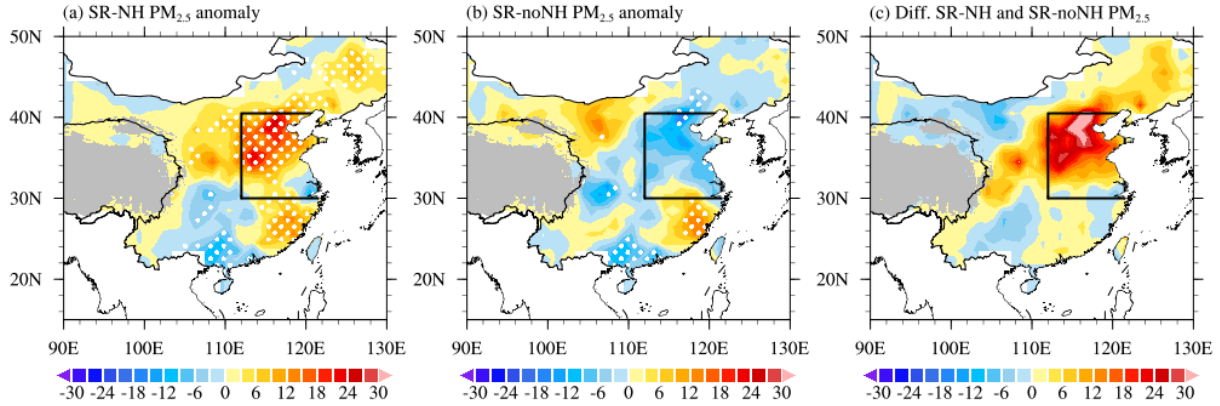 (a) SR-NH PM2.5 anomaly
(b) SR-noNH PM2.5 anomaly
(c) Diff. SR-NH and SR-noNH PM2.5
50N 50N 50N
40N 40N 40N
30N 30N 30N
20N 20N 20N
90E 100E 110E 120E 130E
90E 100E 110E 120E 130E
90E 100E 110E 120E 130E
-30 -24 -18 -12 -6 0 6 12 18 24 30
-30 -24 -18 -12 -6 0 6 12 18 24 30
-30 -24 -18 -12 -6 0 6 12 18 24 30